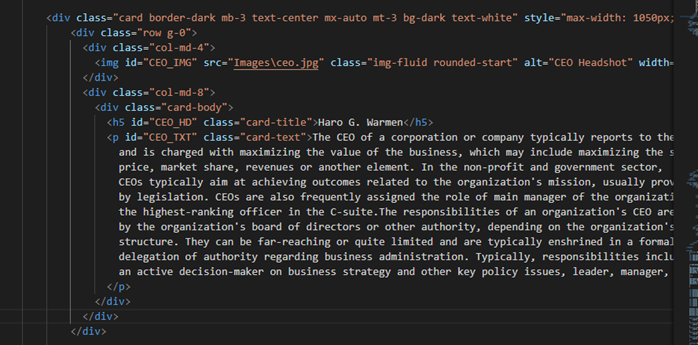 <div class="card border-dark mb-3 text-center mx-auto mt-3 bg-dark text-white" style="max-width: 1050px;
<div class="row g-0">
<div class="col-md-4">
<img id="CEO_IMG" src="Images\ceo.jpg" class="img-fluid rounded-start" alt="CEO Headshot" width=
</div>
<div class="col-md-8">
<div class="card-body">
<h5 id="CEO_HD" class="card-title">Haro G. Warmen</h5>
<p id="CEO_TXT" class="card-text">The CEO of a corporation or company typically reports to the
and is charged with maximizing the value of the business, which may include maximizing the s
price, market share, revenues or another element. In the non-profit and government sector,
CEOs typically aim at achieving outcomes related to the organization's mission, usually prov
by legislation. CEOs are also frequently assigned the role of main manager of the organizati
the highest-ranking officer in the C-suite.The responsibilities of an organization's CEO are
by the organization's board of directors or other authority, depending on the organization's
structure. They can be far-reaching or quite limited and are typically enshrined in a formal
delegation of authority regarding business administration. Typically, responsibilities inclu
an active decision-maker on business strategy and other key policy issues, leader, manager,
</p>
</div>
</div>
</div>